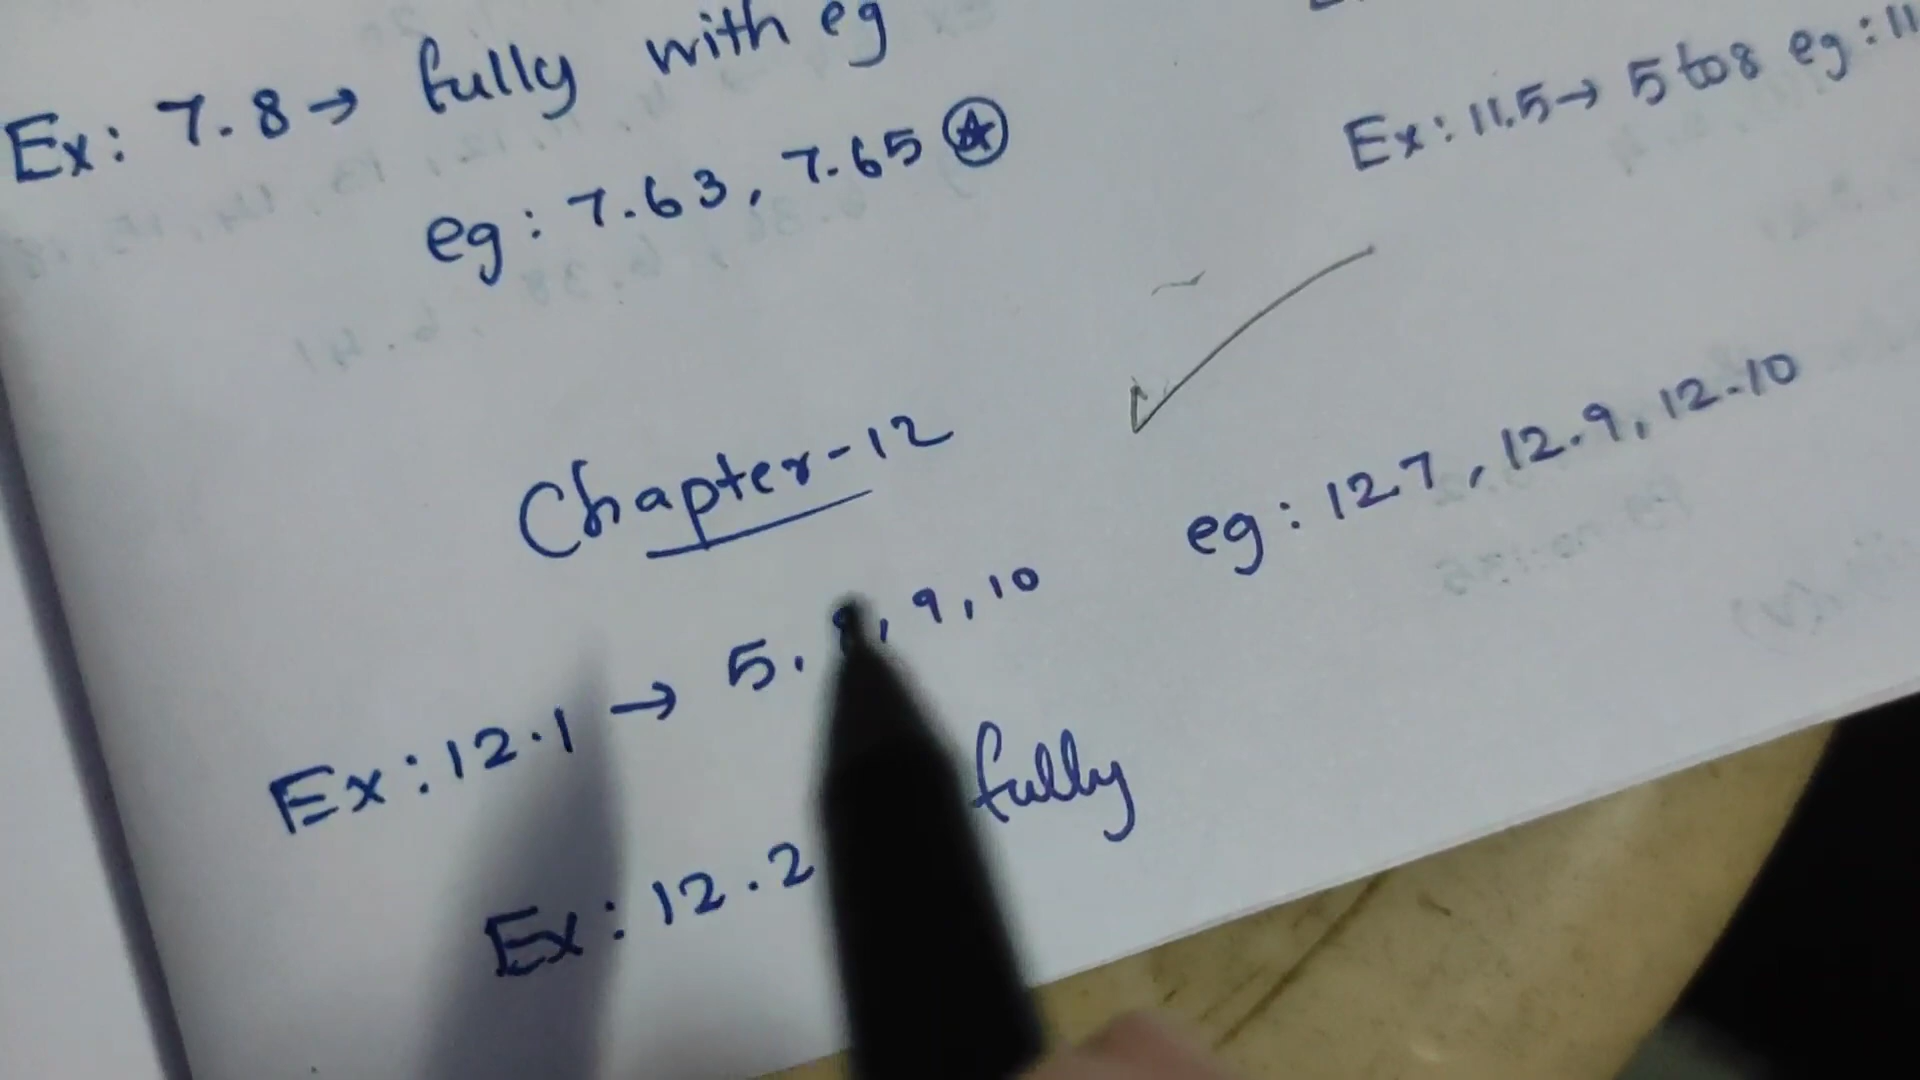 Ex: 7.8→ fully with eg
eg: 7.63, 7.65
Ex: 11.5→ 5 to 8 eg: 11
Chapter-12
Ex: 12.1 → 5, 8, 9, 10
eg: 12.7, 12.9, 12.10
Ex: 12.2 fully